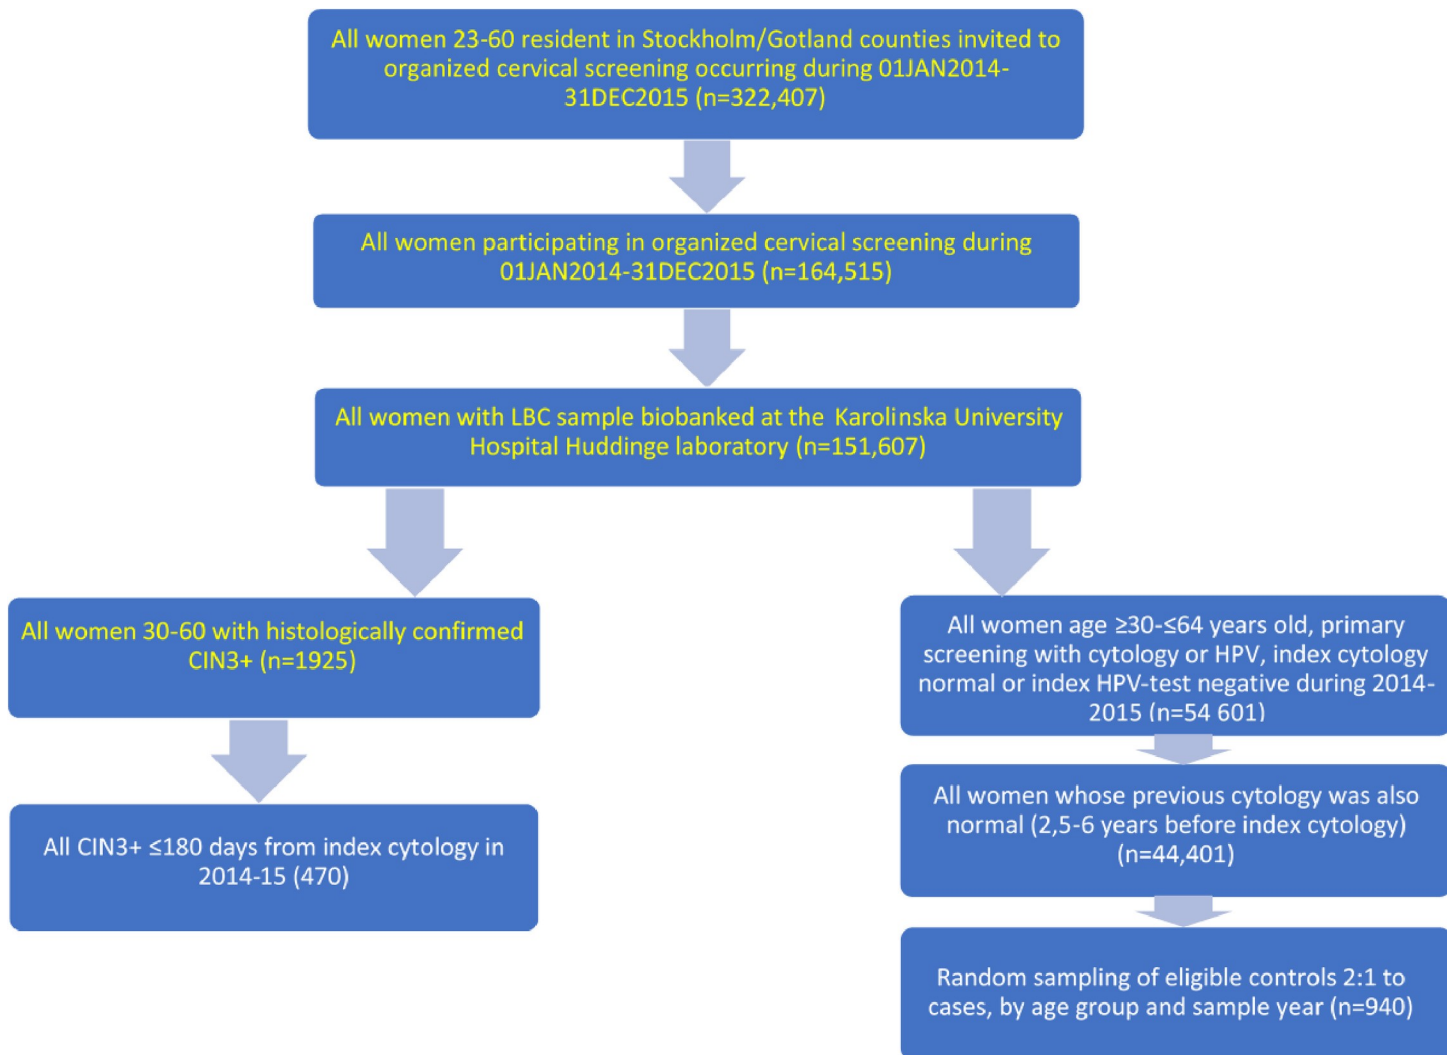 All women 23-60 resident in Stockholm/Gotland counties invited to
organized cervical screening occurring during 01JAN2014-
31DEC2015 (n=322,407)
All women participating in organized cervical screening during
01JAN2014-31DEC2015 (n=164,515)
All women with LBC sample biobanked at the Karolinska University
Hospital Huddinge laboratory (n=151,607)
All women 30-60 with histologically confirmed
CIN3+ (n=1925)
All CIN3+ ≤180 days from index cytology in
2014-15 (470)
All women age ≥30-≤64 years old, primary
screening with cytology or HPV, index cytology
normal or index HPV-test negative during 2014-
2015 (n=54 601)
All women whose previous cytology was also
normal (2,5-6 years before index cytology)
(n=44,401)
Random sampling of eligible controls 2:1 to
cases, by age group and sample year (n=940)